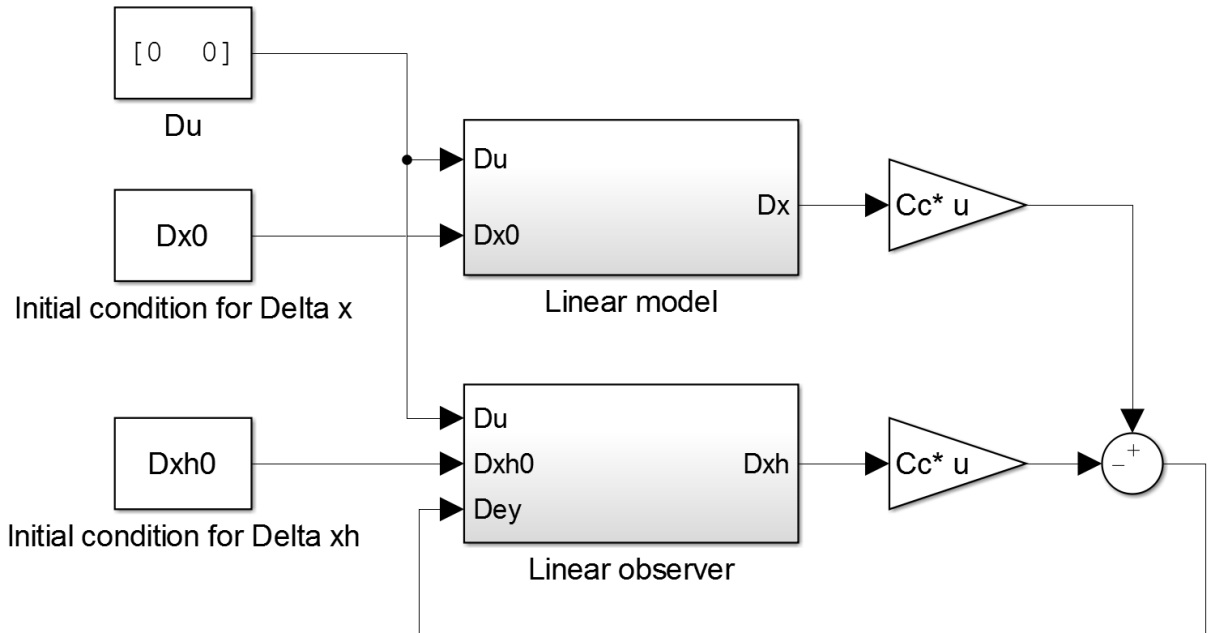 [0 0]
Du
Dx0
Initial condition for Delta x
Du
Dx0
Dx
Linear model
Cc* u
Dxh0
Initial condition for Delta xh
Du
Dxh0
Dey
Dxh
Linear observer
Cc* u
+
−